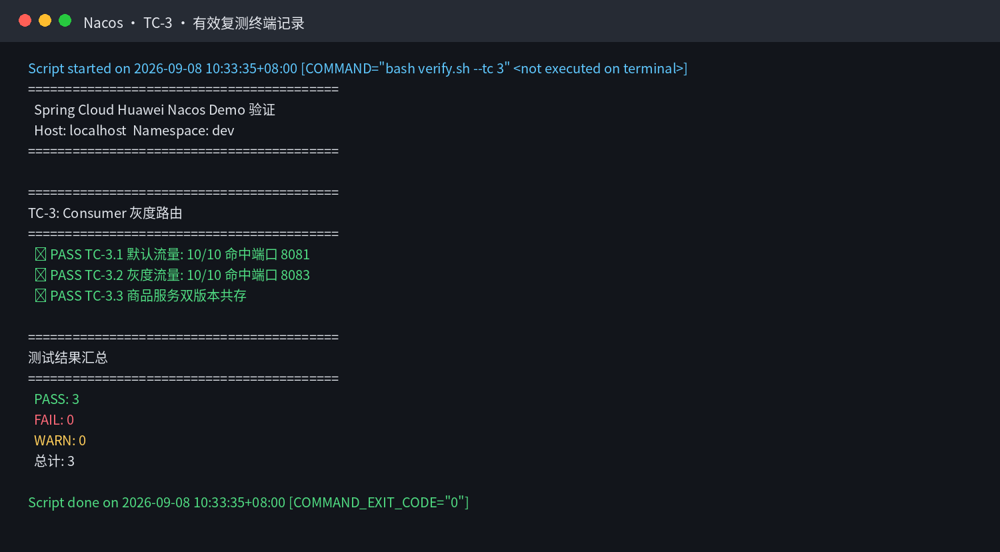 Nacos · TC-3 · 有效复测终端记录
Script started on 2026-09-08 10:33:35+08:00 [COMMAND="bash verify.sh --tc 3" <not executed on terminal>]
==========================================
Spring Cloud Huawei Nacos Demo 验证
Host: localhost  Namespace: dev
==========================================
==========================================
TC-3: Consumer 灰度路由
==========================================
PASS TC-3.1 默认流量: 10/10 命中端口 8081
PASS TC-3.2 灰度流量: 10/10 命中端口 8083
PASS TC-3.3 商品服务双版本共存
==========================================
测试结果汇总
==========================================
PASS: 3
FAIL: 0
WARN: 0
总计: 3
Script done on 2026-09-08 10:33:35+08:00 [COMMAND_EXIT_CODE="0"]